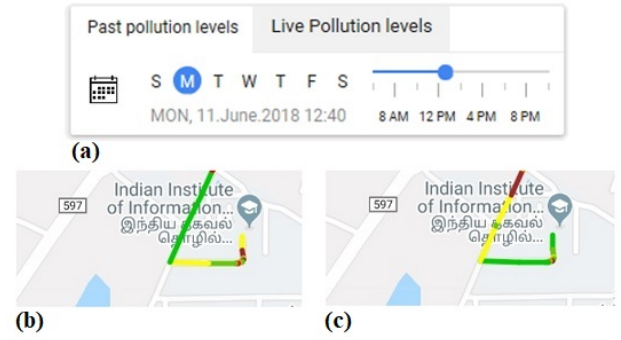 Past pollution levels Live Pollution levels
S M T W T F S
MON, 11.June.2018 12:40
8 AM 12 PM 4 PM 8 PM
(a)
Indian Institute
of Information...
இந்திய தகவல்
தொழில்...
597
(b)
Indian Institute
of Information...
இந்திய தகவல்
தொழில்...
597
(c)